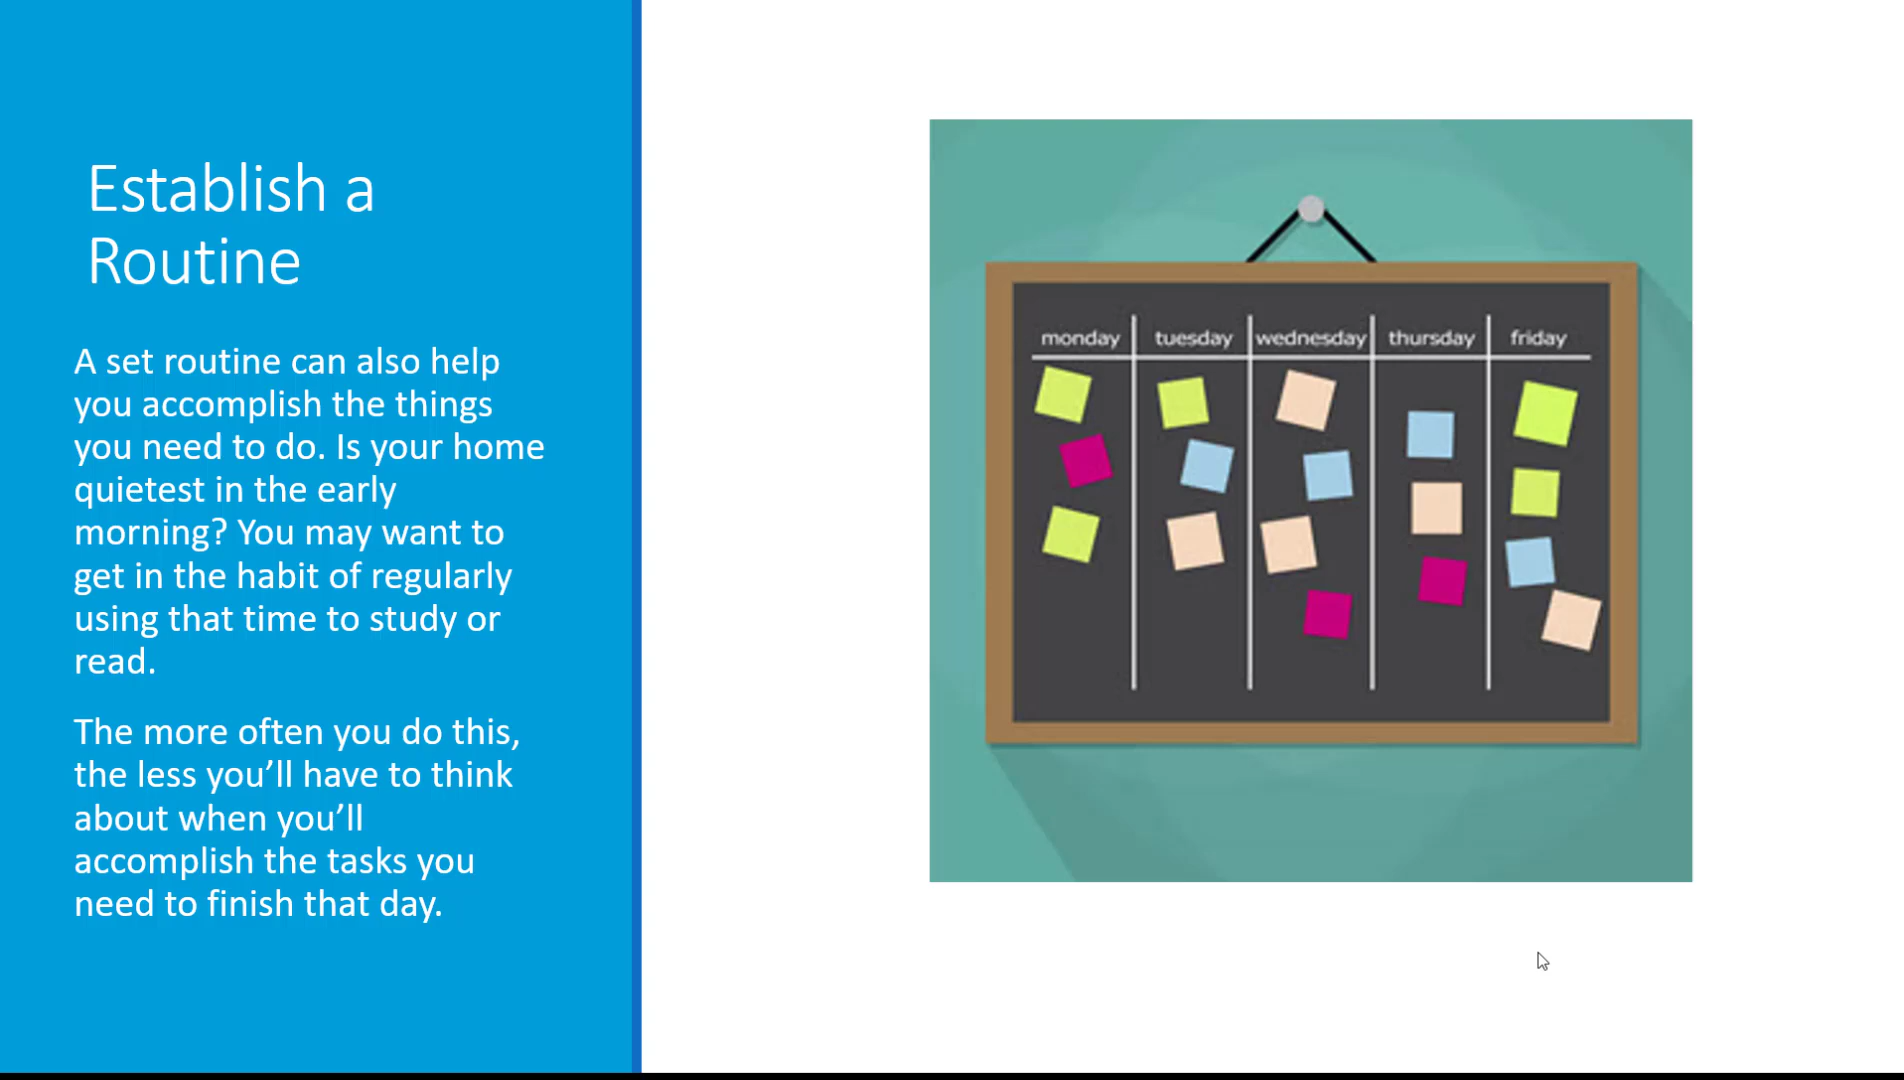 Establish a
Routine
A set routine can also help
you accomplish the things
you need to do. Is your home
quietest in the early
morning? You may want to
get in the habit of regularly
using that time to study or
read.
The more often you do this,
the less you’ll have to think
about when you’ll
accomplish the tasks you
need to finish that day.
monday tuesday wednesday thursday friday